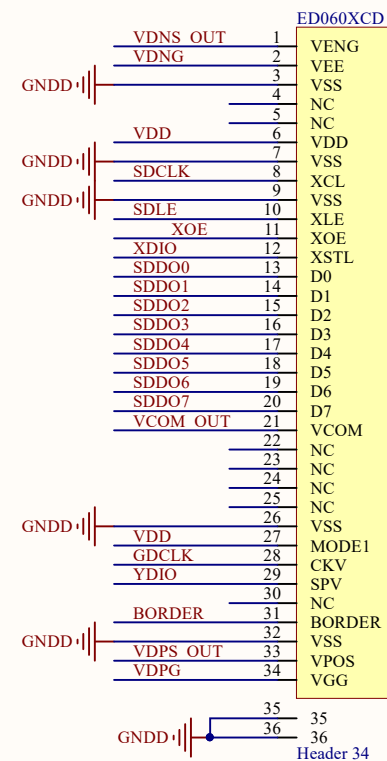 ED060XCD
VDNS_OUT 1 VENG
VDNG 2 VEE
GNDD 3 VSS
4 NC
5 NC
VDD 6 VDD
GNDD 7 VSS
SDCLK 8 XCL
GNDD 9 VSS
SDLE 10 XLE
XOE 11 XOE
XDIO 12 XSTL
SDDO0 13 D0
SDDO1 14 D1
SDDO2 15 D2
SDDO3 16 D3
SDDO4 17 D4
SDDO5 18 D5
SDDO6 19 D6
SDDO7 20 D7
VCOM_OUT 21 VCOM
22 NC
23 NC
24 NC
25 NC
GNDD 26 VSS
VDD 27 MODE1
GDCLK 28 CKV
YDIO 29 SPV
30 NC
BORDER 31 BORDER
GNDD 32 VSS
VDPS_OUT 33 VPOS
VDPG 34 VGG
35 35
GNDD 36 36
Header 34